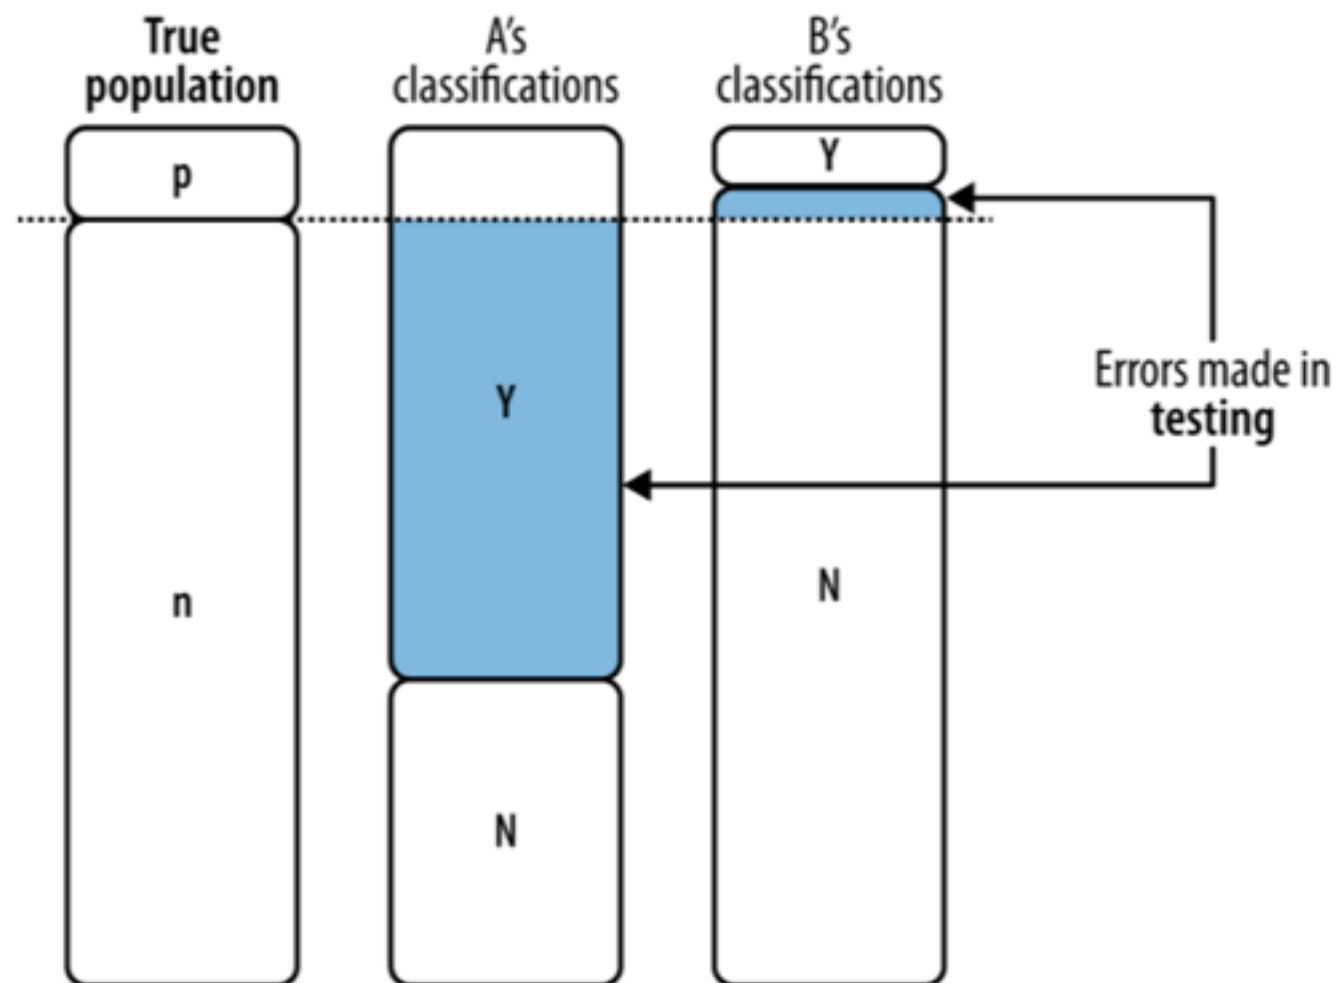 True
population
A's
classifications
B's
classifications
p
Y
Y
Errors made in
testing
N
n
N